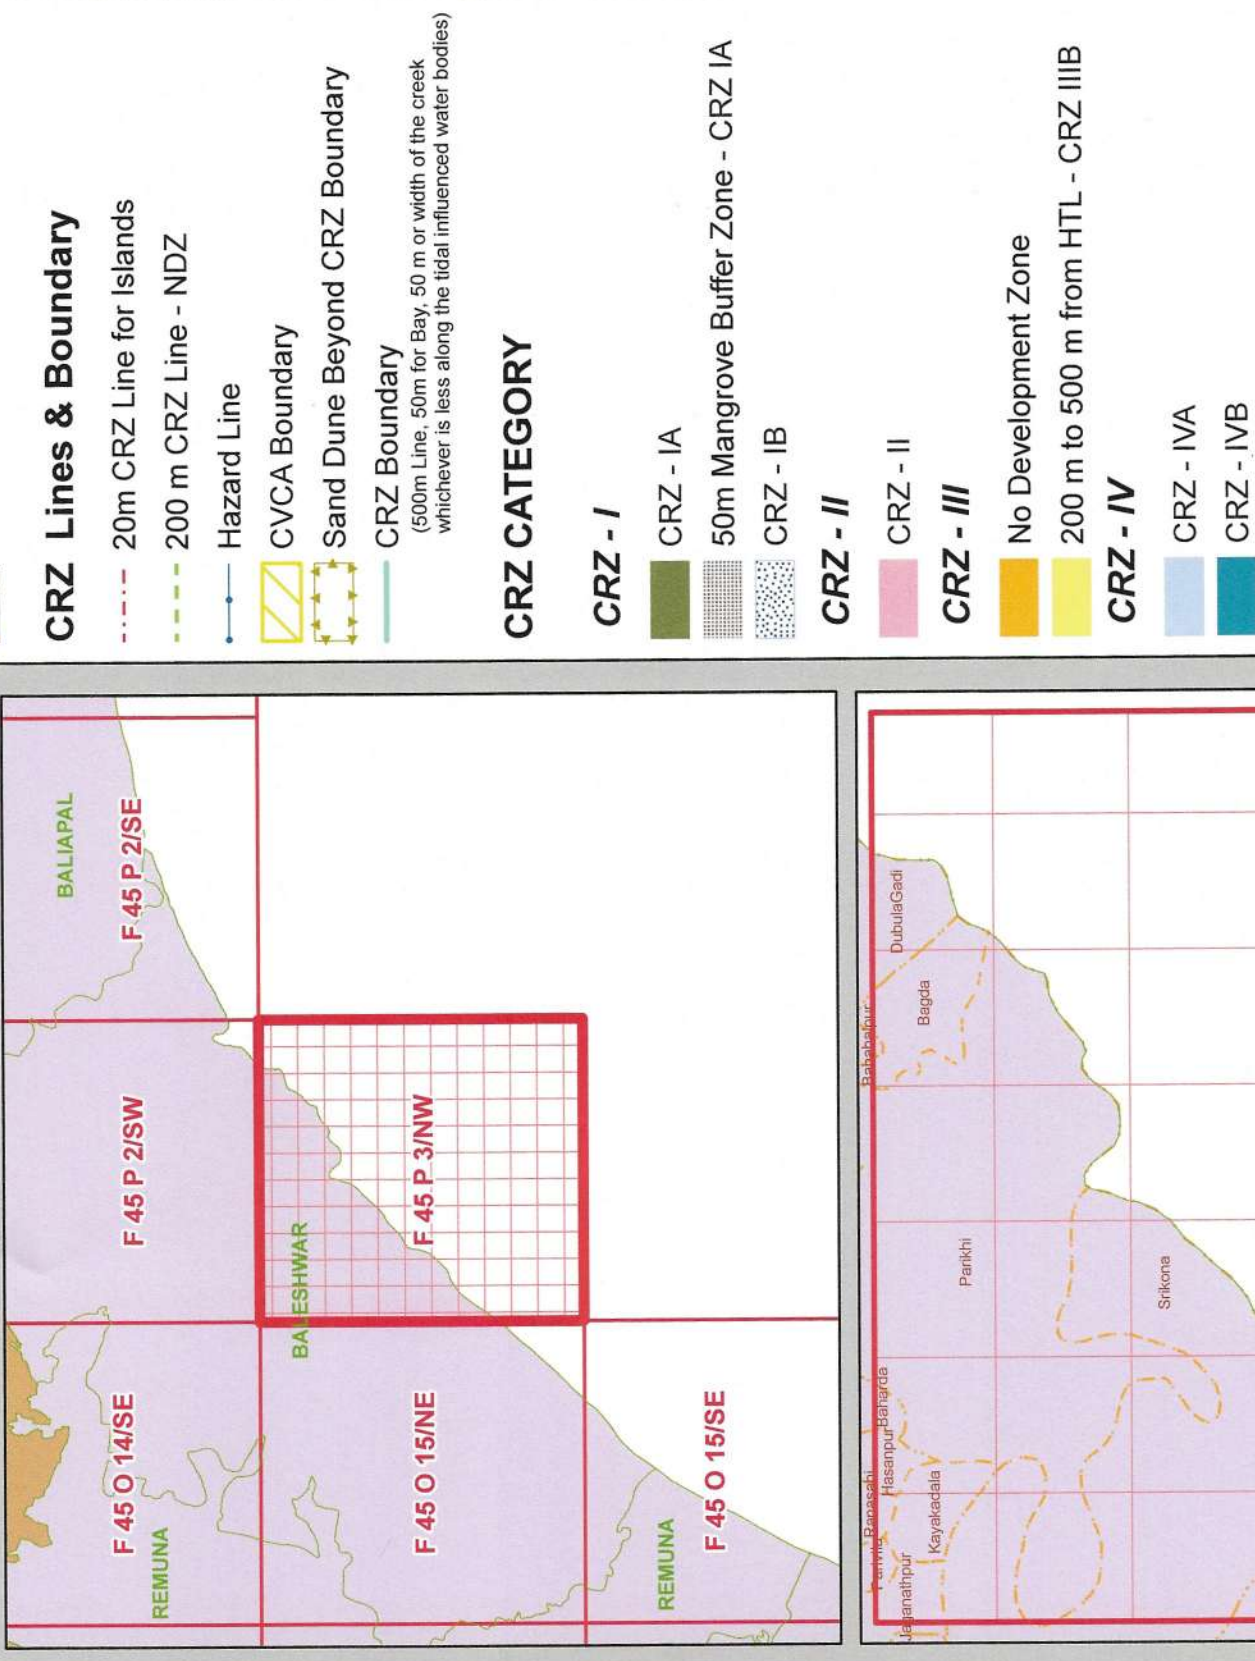 CRZ Lines & Boundary
20m CRZ Line for Islands
200 m CRZ Line - NDZ
Hazard Line
CVCA Boundary
Sand Dune Beyond CRZ Boundary
CRZ Boundary
(500m Line, 50m for Bay, 50 m or width of the creek
whichever is less along the tidal influenced water bodies)
CRZ CATEGORY
CRZ - I
CRZ - IA
50m Mangrove Buffer Zone - CRZ IA
CRZ - IB
CRZ - II
CRZ - II
CRZ - III
No Development Zone
200 m to 500 m from HTL - CRZ IIIB
CRZ - IV
CRZ - IVA
CRZ - IVB
BALIAPAL
F 45 O 14/SE
F 45 P 2/SW
F 45 P 2/SE
REMUNA
BALESHWAR
F 45 O 15/NE
F 45 P 3/NW
REMUNA
F 45 O 15/SE
Ranasahi
Bahabalpur
Hasanpur
Baharda
DubulaGadi
Jaganathpur
Kayakadala
Bagda
Parikhi
Srikona